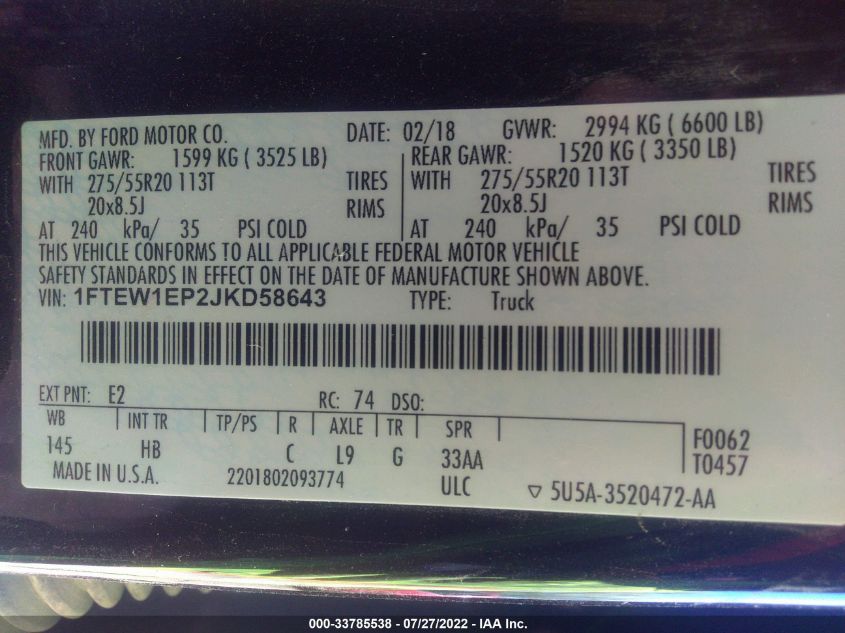 MFD. BY FORD MOTOR CO. DATE: 02/18 GVWR: 2994 KG ( 6600 LB)
FRONT GAWR: 1599 KG ( 3525 LB) REAR GAWR: 1520 KG ( 3350 LB)
WITH 275/55R20 113T TIRES WITH 275/55R20 113T TIRES
20x8.5J RIMS 20x8.5J RIMS
AT 240 kPa/ 35 PSI COLD AT 240 kPa/ 35 PSI COLD
THIS VEHICLE CONFORMS TO ALL APPLICABLE FEDERAL MOTOR VEHICLE
SAFETY STANDARDS IN EFFECT ON THE DATE OF MANUFACTURE SHOWN ABOVE.
VIN: 1FTEW1EP2JKD58643 TYPE: Truck
EXT PNT: E2 RC: 74 DSO:
WB INT TR TP/PS R AXLE TR SPR
145 HB C L9 G 33AA
F0062
T0457
MADE IN U.S.A. 2201802093774 ULC ▽ 5U5A-3520472-AA
000-33785538 - 07/27/2022 - IAA Inc.